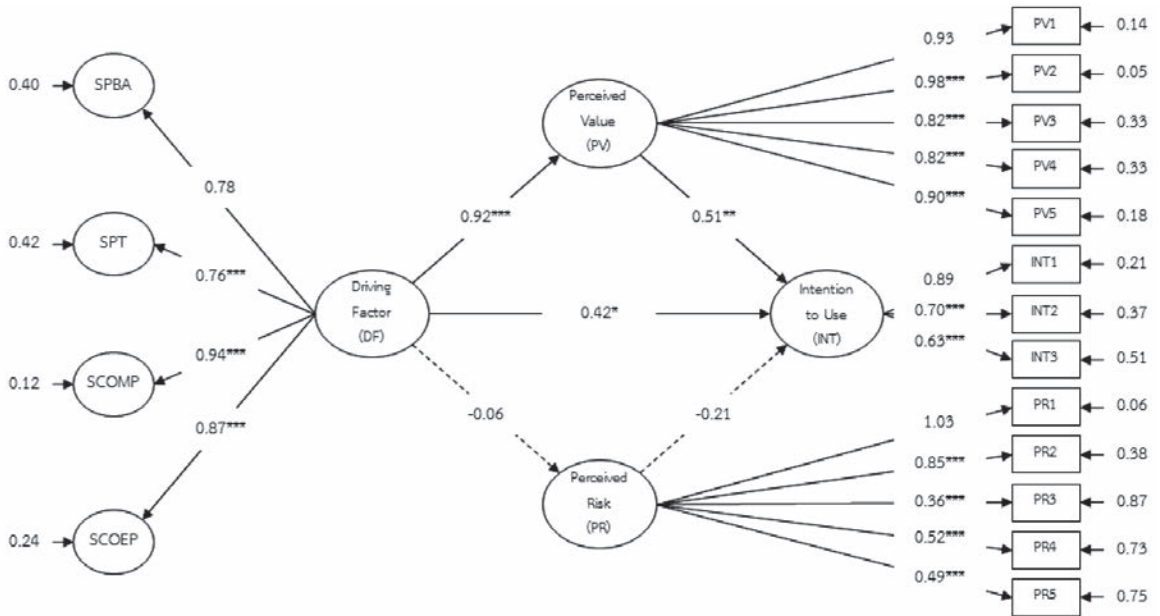 0.93
PV1
0.14
0.40
SPBA
Perceived
Value
(PV)
0.98***
PV2
0.05
0.82***
PV3
0.33
0.82***
PV4
0.33
0.78
0.90***
PV5
0.18
0.92***
0.51**
0.42
SPT
0.76***
0.89
INT1
0.21
Driving
Factor
(DF)
0.42*
Intention
to Use
(INT)
0.70***
INT2
0.37
0.63***
INT3
0.51
0.94***
0.12
SCOMP
-0.06
-0.21
1.03
PR1
0.06
0.87***
0.85***
PR2
0.38
Perceived
Risk
(PR)
0.36***
PR3
0.87
0.24
SCOEP
0.52***
PR4
0.73
0.49***
PR5
0.75